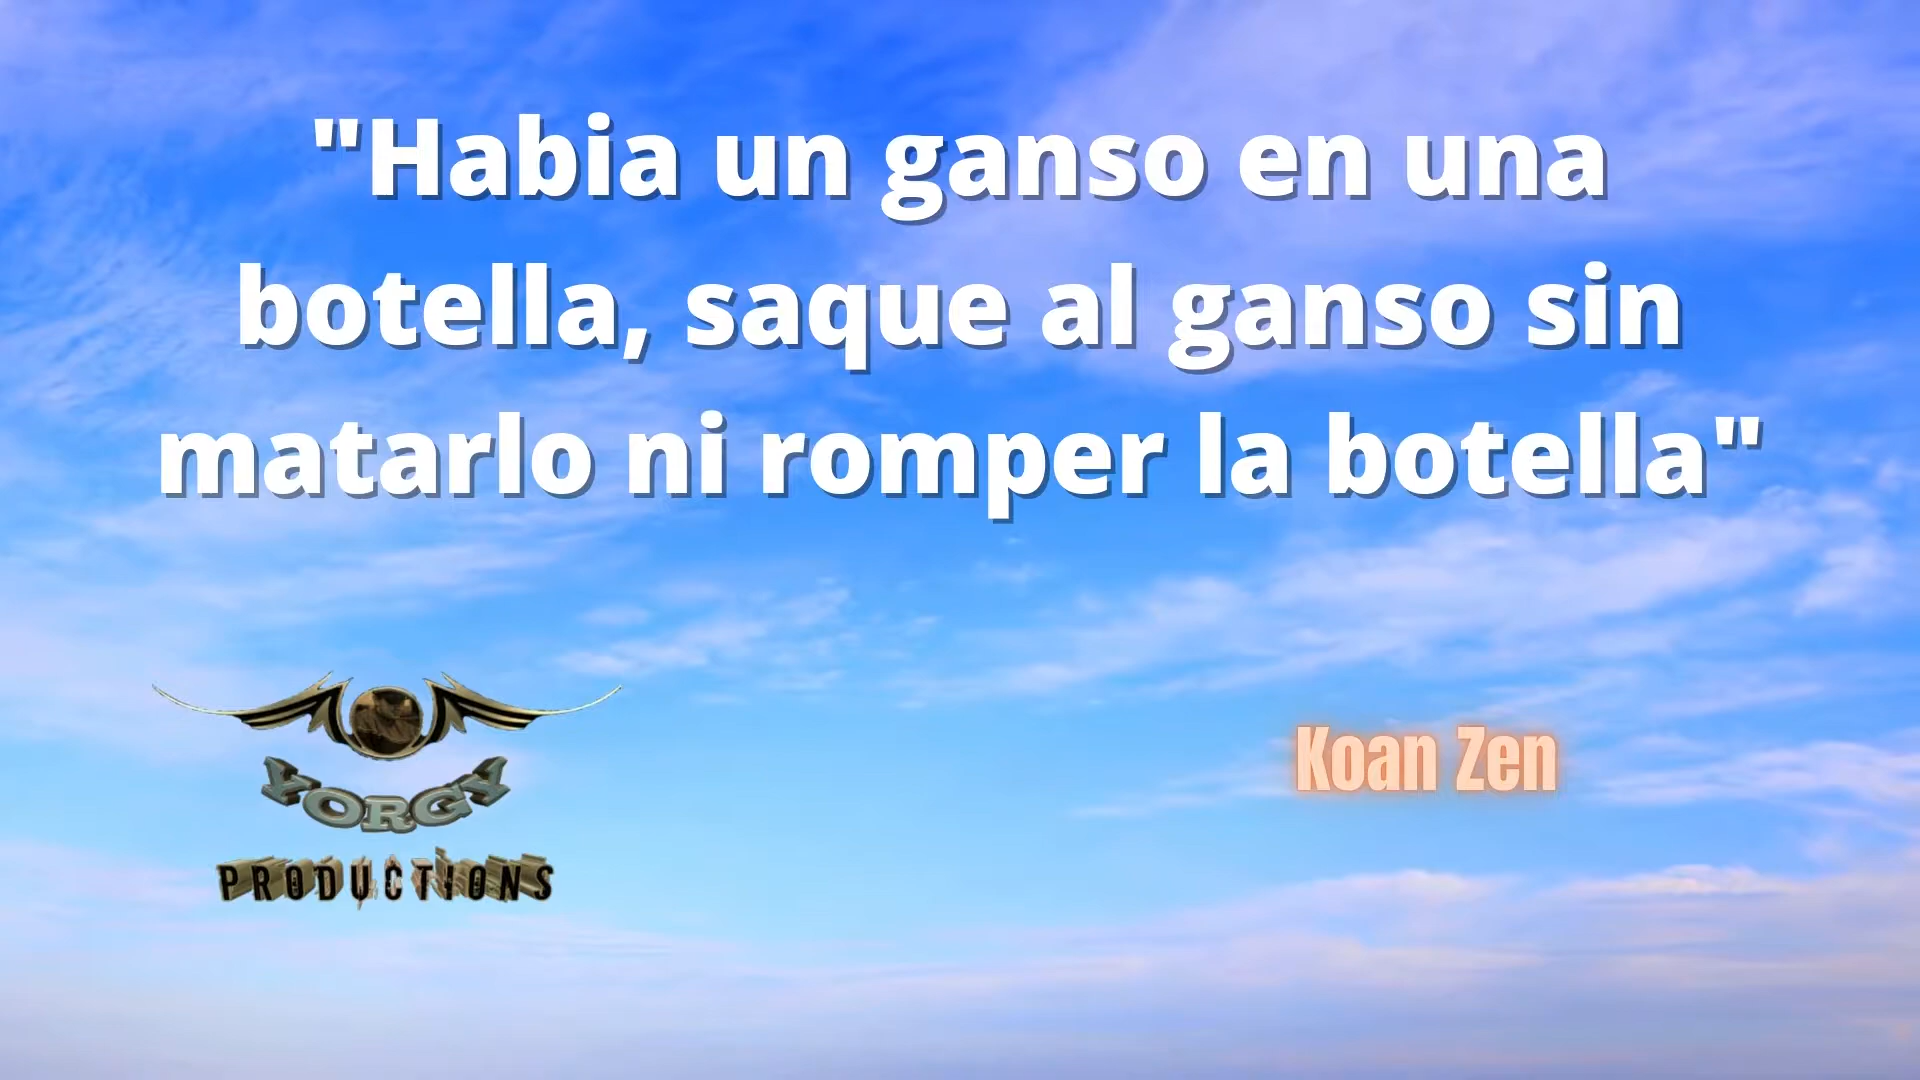 "Habia un ganso en una
botella, saque al ganso sin
matarlo ni romper la botella"
Koan Zen
YORGY
PRODUCTIONS